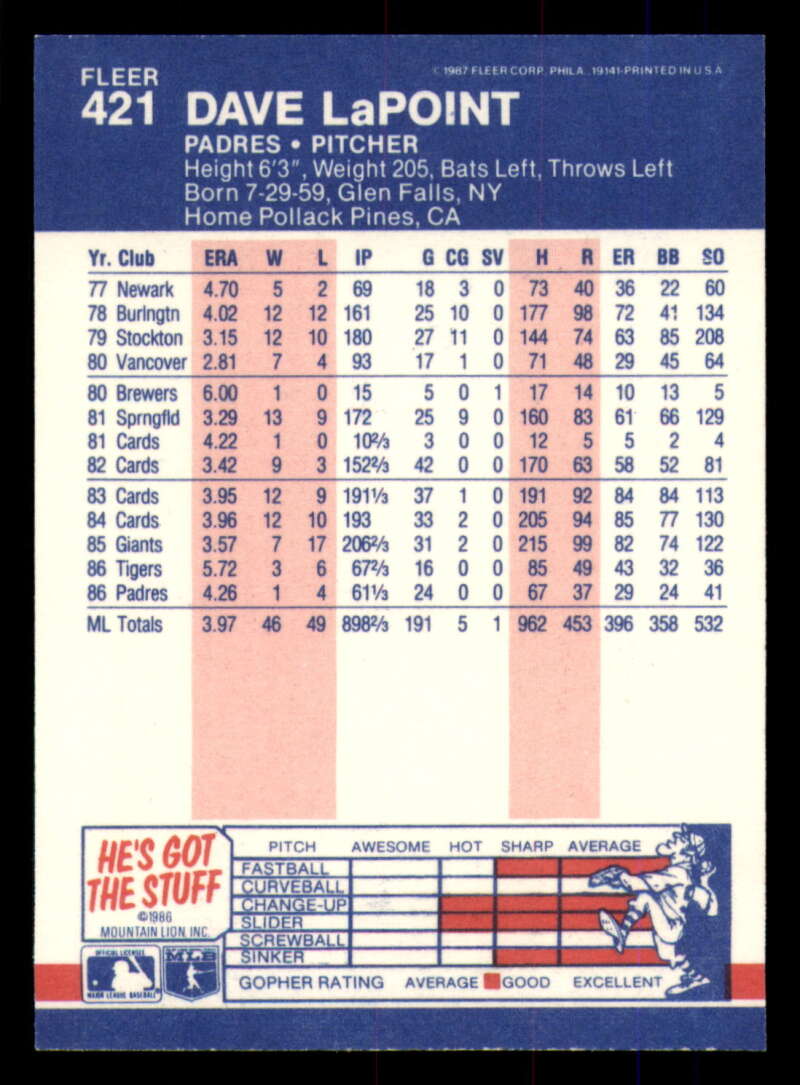 © 1987 FLEER CORP. PHILA., 19141-PRINTED IN U S A
FLEER
421 DAVE LaPOINT
PADRES • PITCHER
Height 6'3", Weight 205, Bats Left, Throws Left
Born 7-29-59, Glen Falls, NY
Home Pollack Pines, CA
Yr. Club ERA W L IP G CG SV H R ER BB SO
77 Newark 4.70 5 2 69 18 3 0 73 40 36 22 60
78 Burlngtn 4.02 12 12 161 25 10 0 177 98 72 41 134
79 Stockton 3.15 12 10 180 27 11 0 144 74 63 85 208
80 Vancover 2.81 7 4 93 17 1 0 71 48 29 45 64
80 Brewers 6.00 1 0 15 5 0 1 17 14 10 13 5
81 Sprngfld 3.29 13 9 172 25 9 0 160 83 61 66 129
81 Cards 4.22 1 0 10⅔ 3 0 0 12 5 5 2 4
82 Cards 3.42 9 3 152⅔ 42 0 0 170 63 58 52 81
83 Cards 3.95 12 9 191⅓ 37 1 0 191 92 84 84 113
84 Cards 3.96 12 10 193 33 2 0 205 94 85 77 130
85 Giants 3.57 7 17 206⅔ 31 2 0 215 99 82 74 122
86 Tigers 5.72 3 6 67⅔ 16 0 0 85 49 43 32 36
86 Padres 4.26 1 4 61⅓ 24 0 0 67 37 29 24 41
ML Totals 3.97 46 49 898⅔ 191 5 1 962 453 396 358 532
HE'S GOT
THE STUFF
©1986
MOUNTAIN LION, INC.
PITCH AWESOME HOT SHARP AVERAGE
FASTBALL
CURVEBALL
CHANGE-UP
SLIDER
SCREWBALL
SINKER
GOPHER RATING AVERAGE GOOD EXCELLENT
OFFICIAL LICENSEE
MAJOR LEAGUE BASEBALL
MLB